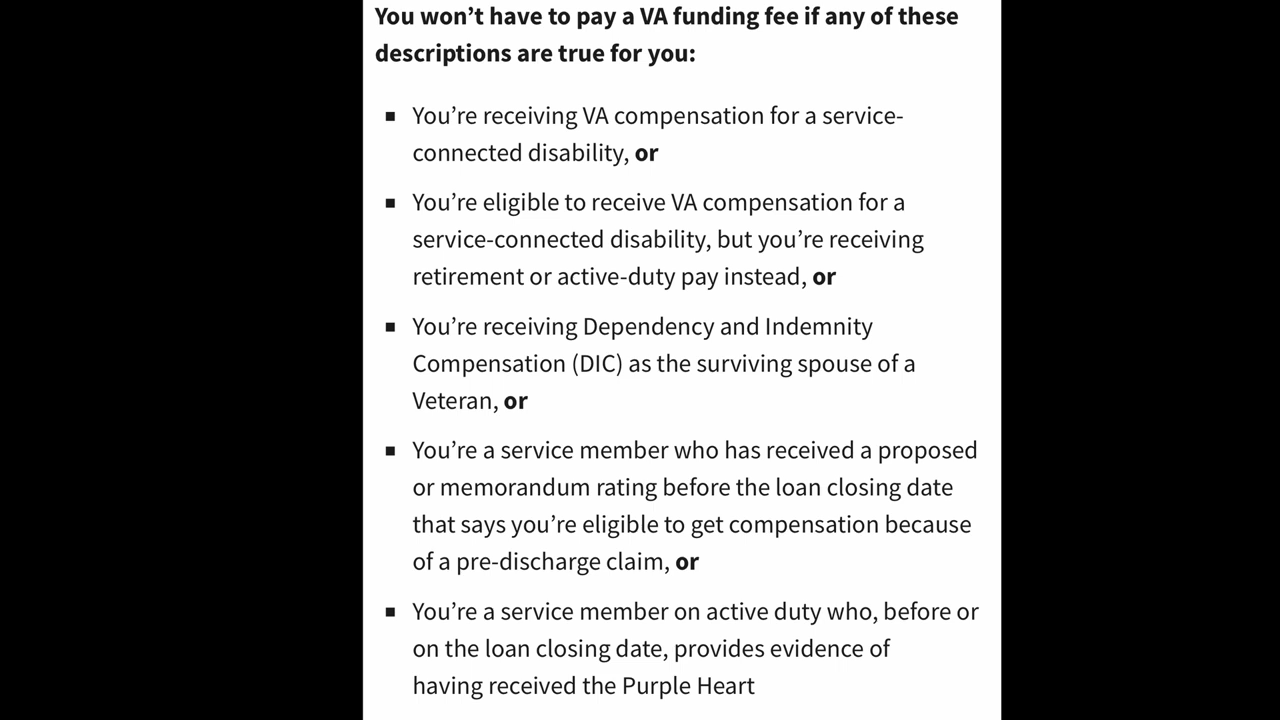 You won’t have to pay a VA funding fee if any of these
descriptions are true for you:
▪ You’re receiving VA compensation for a service-
connected disability, or
▪ You’re eligible to receive VA compensation for a
service-connected disability, but you’re receiving
retirement or active-duty pay instead, or
▪ You’re receiving Dependency and Indemnity
Compensation (DIC) as the surviving spouse of a
Veteran, or
▪ You’re a service member who has received a proposed
or memorandum rating before the loan closing date
that says you’re eligible to get compensation because
of a pre-discharge claim, or
▪ You’re a service member on active duty who, before or
on the loan closing date, provides evidence of
having received the Purple Heart